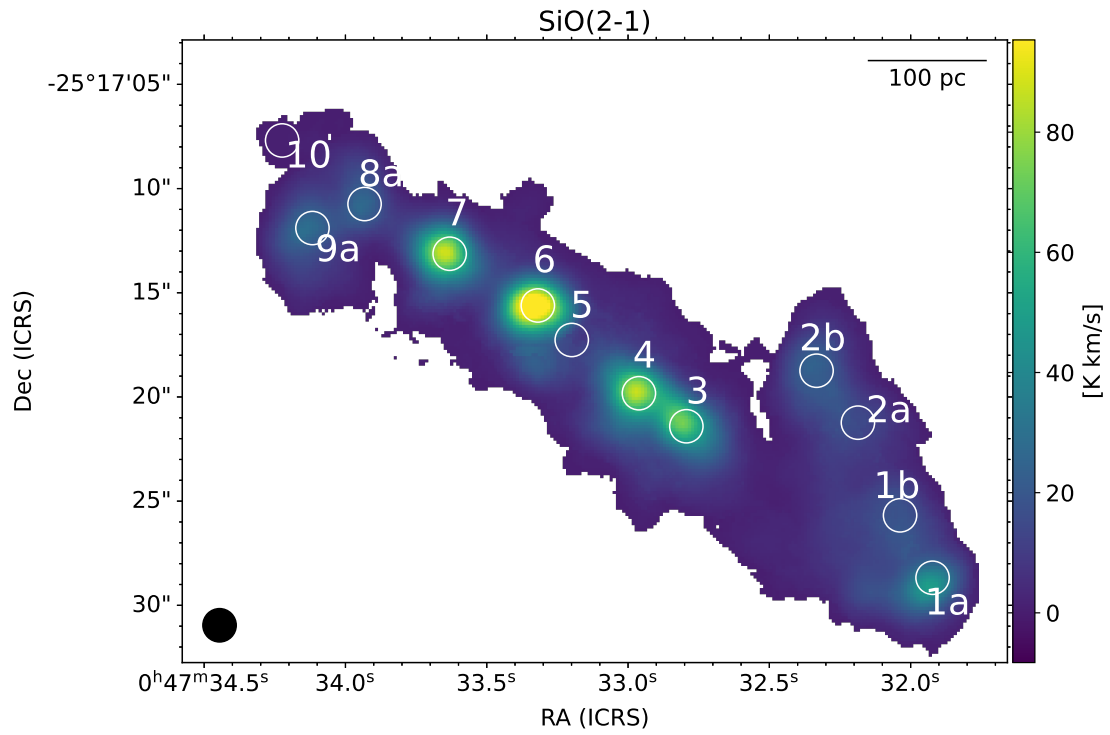 SiO(2-1)
100 pc
-25°17'05"
10"
15"
20"
25"
30"
Dec (ICRS)
10
8a
9a
7
6
5
4
3
2b
2a
1b
1a
0ʰ47ᵐ34.5ˢ
34.0ˢ
33.5ˢ
33.0ˢ
32.5ˢ
32.0ˢ
RA (ICRS)
80
60
40
20
0
[K km/s]